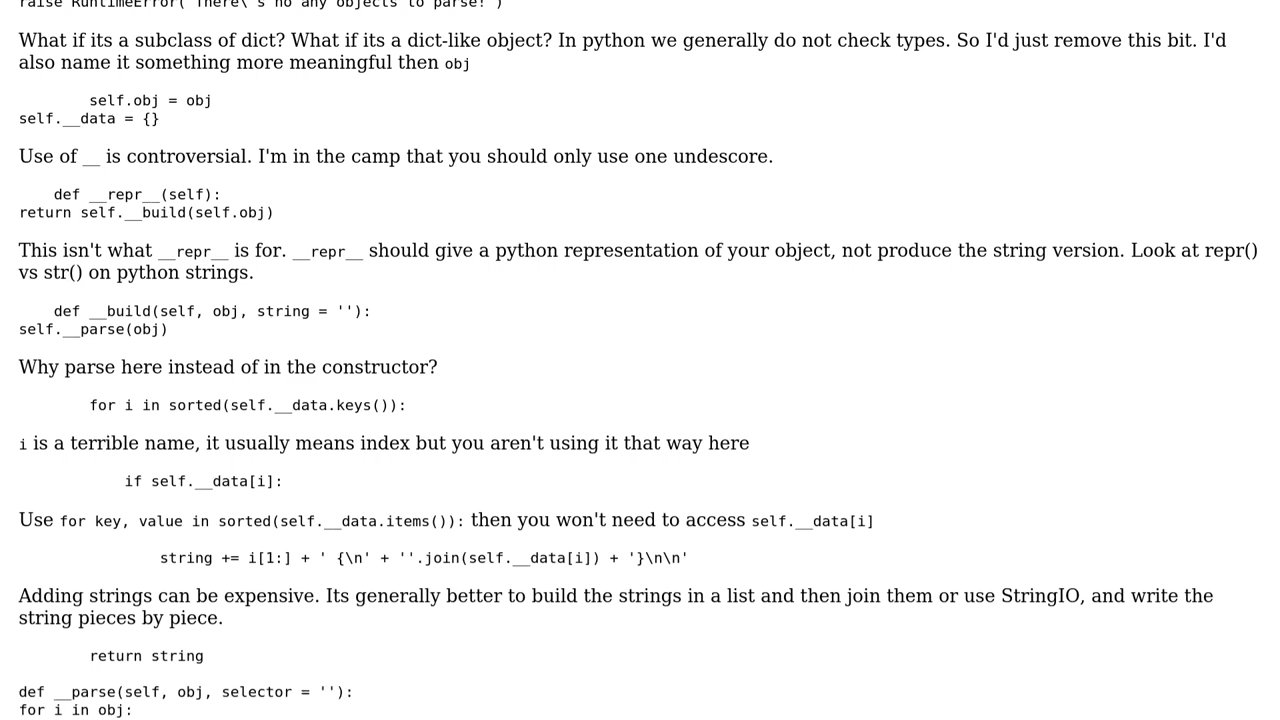 raise RuntimeError('There\'s no any objects to parse!')
What if its a subclass of dict? What if its a dict-like object? In python we generally do not check types. So I'd just remove this bit. I'd
also name it something more meaningful then obj
self.obj = obj
self.__data = {}
Use of __ is controversial. I'm in the camp that you should only use one undescore.
def __repr__(self):
return self.__build(self.obj)
This isn't what __repr__ is for. __repr__ should give a python representation of your object, not produce the string version. Look at repr()
vs str() on python strings.
def __build(self, obj, string = ''):
self.__parse(obj)
Why parse here instead of in the constructor?
for i in sorted(self.__data.keys()):
i is a terrible name, it usually means index but you aren't using it that way here
if self.__data[i]:
Use for key, value in sorted(self.__data.items()): then you won't need to access self.__data[i]
string += i[1:] + ' {\n' + ''.join(self.__data[i]) + '}\n\n'
Adding strings can be expensive. Its generally better to build the strings in a list and then join them or use StringIO, and write the
string pieces by piece.
return string
def __parse(self, obj, selector = ''):
for i in obj: